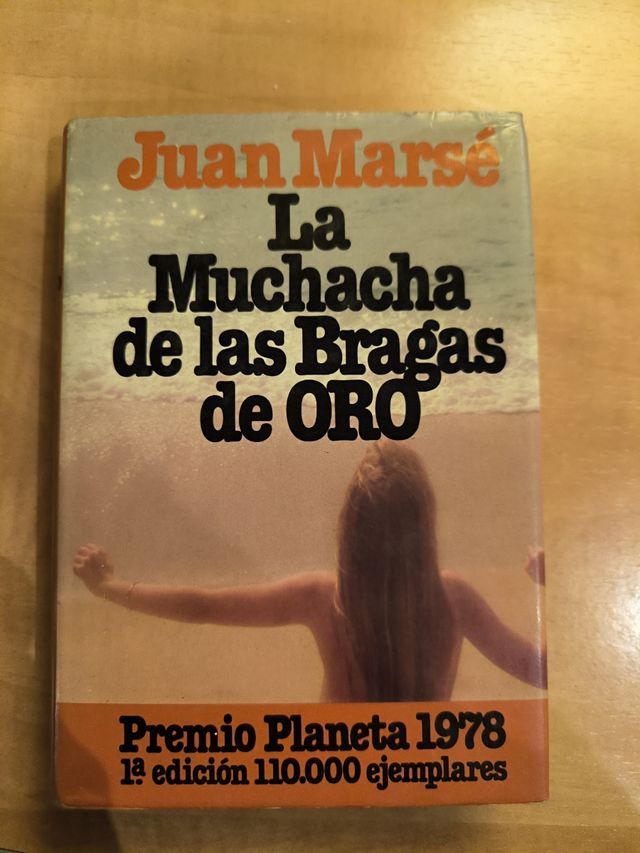 Juan Marsé
La
Muchacha
de las Bragas
de ORO
Premio Planeta 1978
1ª. edición 110.000 ejemplares